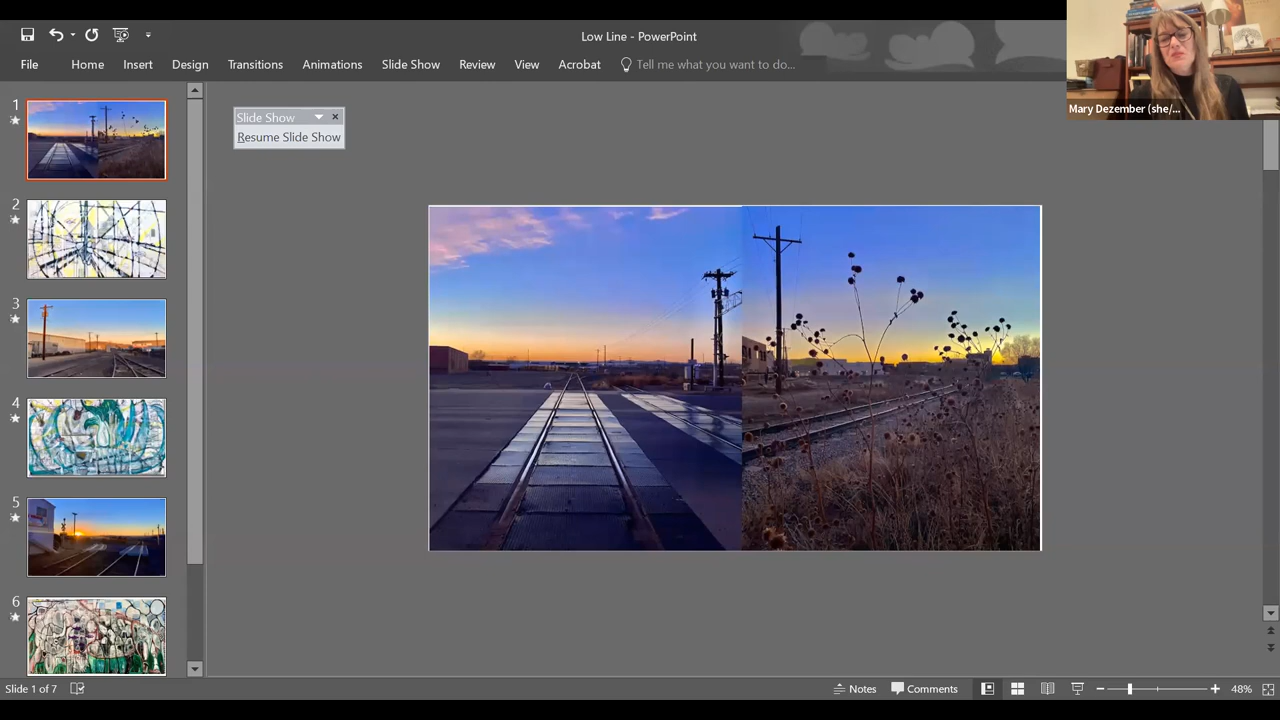 Low Line - PowerPoint
File Home Insert Design Transitions Animations Slide Show Review View Acrobat Tell me what you want to do...
Mary Dezember (she/...
1
Slide Show
Resume Slide Show
2
3
4
5
6
Slide 1 of 7 Notes Comments 48%